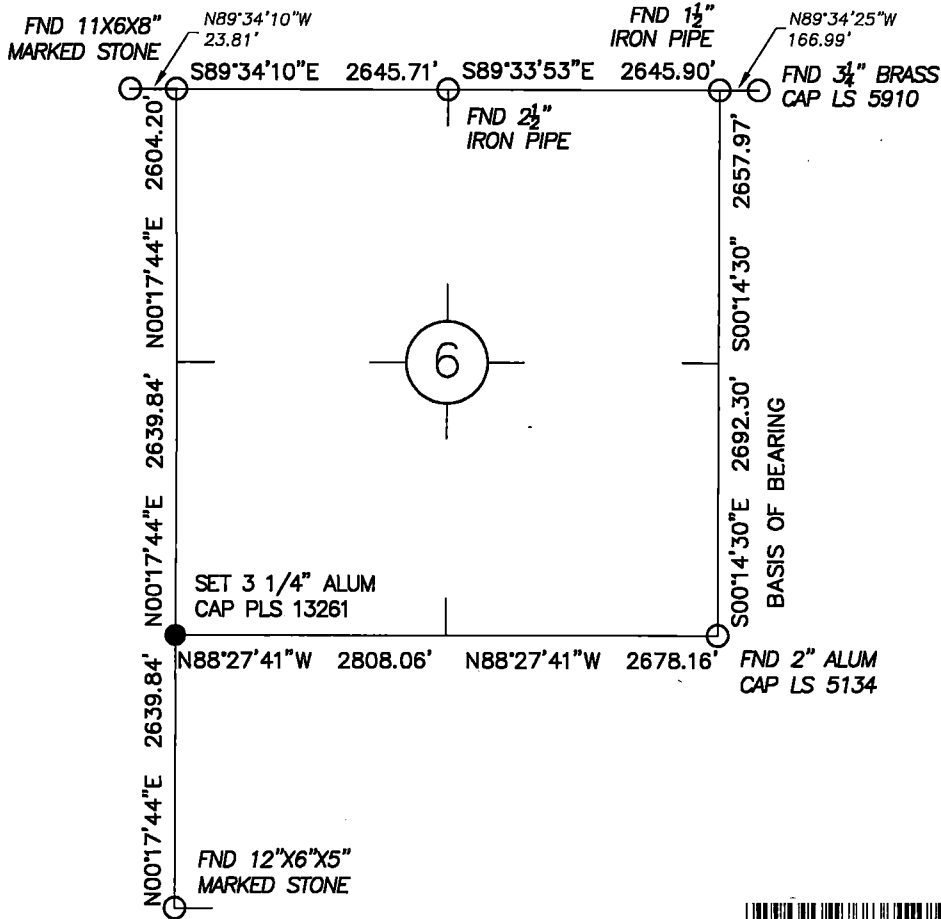 FND 11X6X8"
MARKED STONE
N89°34'10"W
23.81'
FND 1½"
IRON PIPE
N89°34'25"W
166.99'
S89°34'10"E 2645.71'
S89°33'53"E 2645.90'
FND 3¼" BRASS
CAP LS 5910
FND 2½"
IRON PIPE
N00°17'44"E 2604.20'
S00°14'30" 2657.97'
6
N00°17'44"E 2639.84'
S00°14'30"E 2692.30'
BASIS OF BEARING
SET 3 1/4" ALUM
CAP PLS 13261
N88°27'41"W 2808.06'
N88°27'41"W 2678.16'
FND 2" ALUM
CAP LS 5134
N00°17'44"E 2639.84'
FND 12"X6"X5"
MARKED STONE